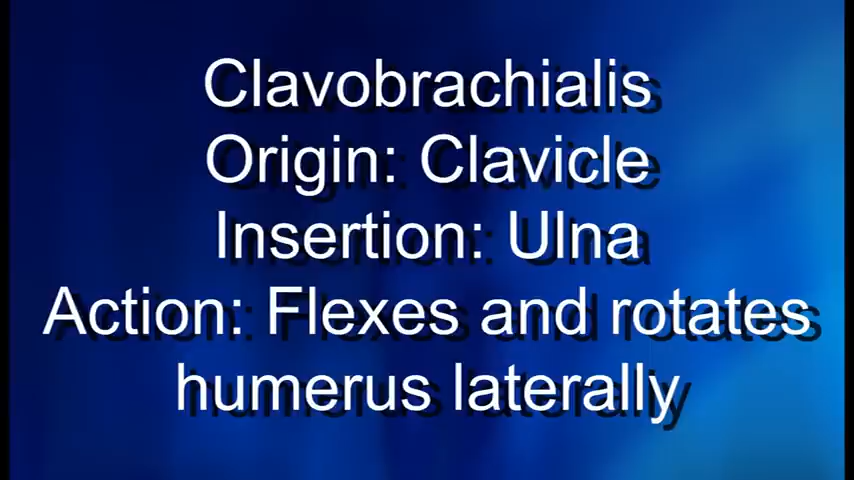 Clavobrachialis
Origin: Clavicle
Insertion: Ulna
Action: Flexes and rotates
humerus laterally